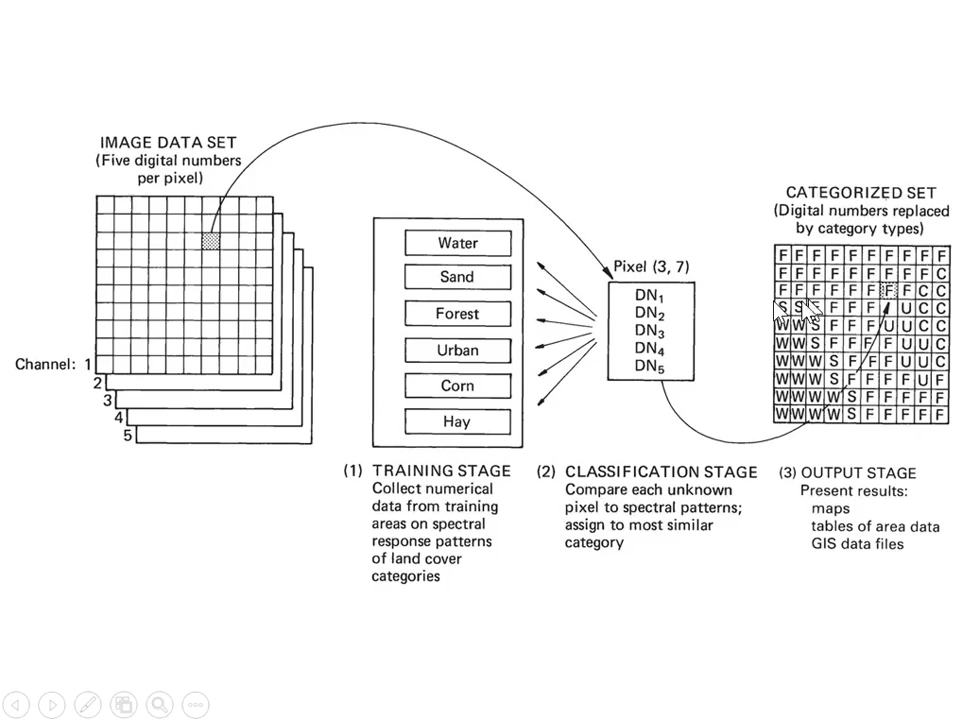 IMAGE DATA SET
(Five digital numbers
per pixel)
Channel: 1
2
3
4
5
Water
Sand
Forest
Urban
Corn
Hay
(1) TRAINING STAGE
Collect numerical
data from training
areas on spectral
response patterns
of land cover
categories
Pixel (3, 7)
DN1
DN2
DN3
DN4
DN5
(2) CLASSIFICATION STAGE
Compare each unknown
pixel to spectral patterns;
assign to most similar
category
CATEGORIZED SET
(Digital numbers replaced
by category types)
F F F F F F F F F F
F F F F F F F F F C
F F F F F F F F C C
S S F F F F U C C
W W S F F F U U C C
W W S F F F F U U C
W W W S F F F U U C
W W W S F F F F U F
W W W W S F F F F F
W W W W S F F F F F
(3) OUTPUT STAGE
Present results:
maps
tables of area data
GIS data files